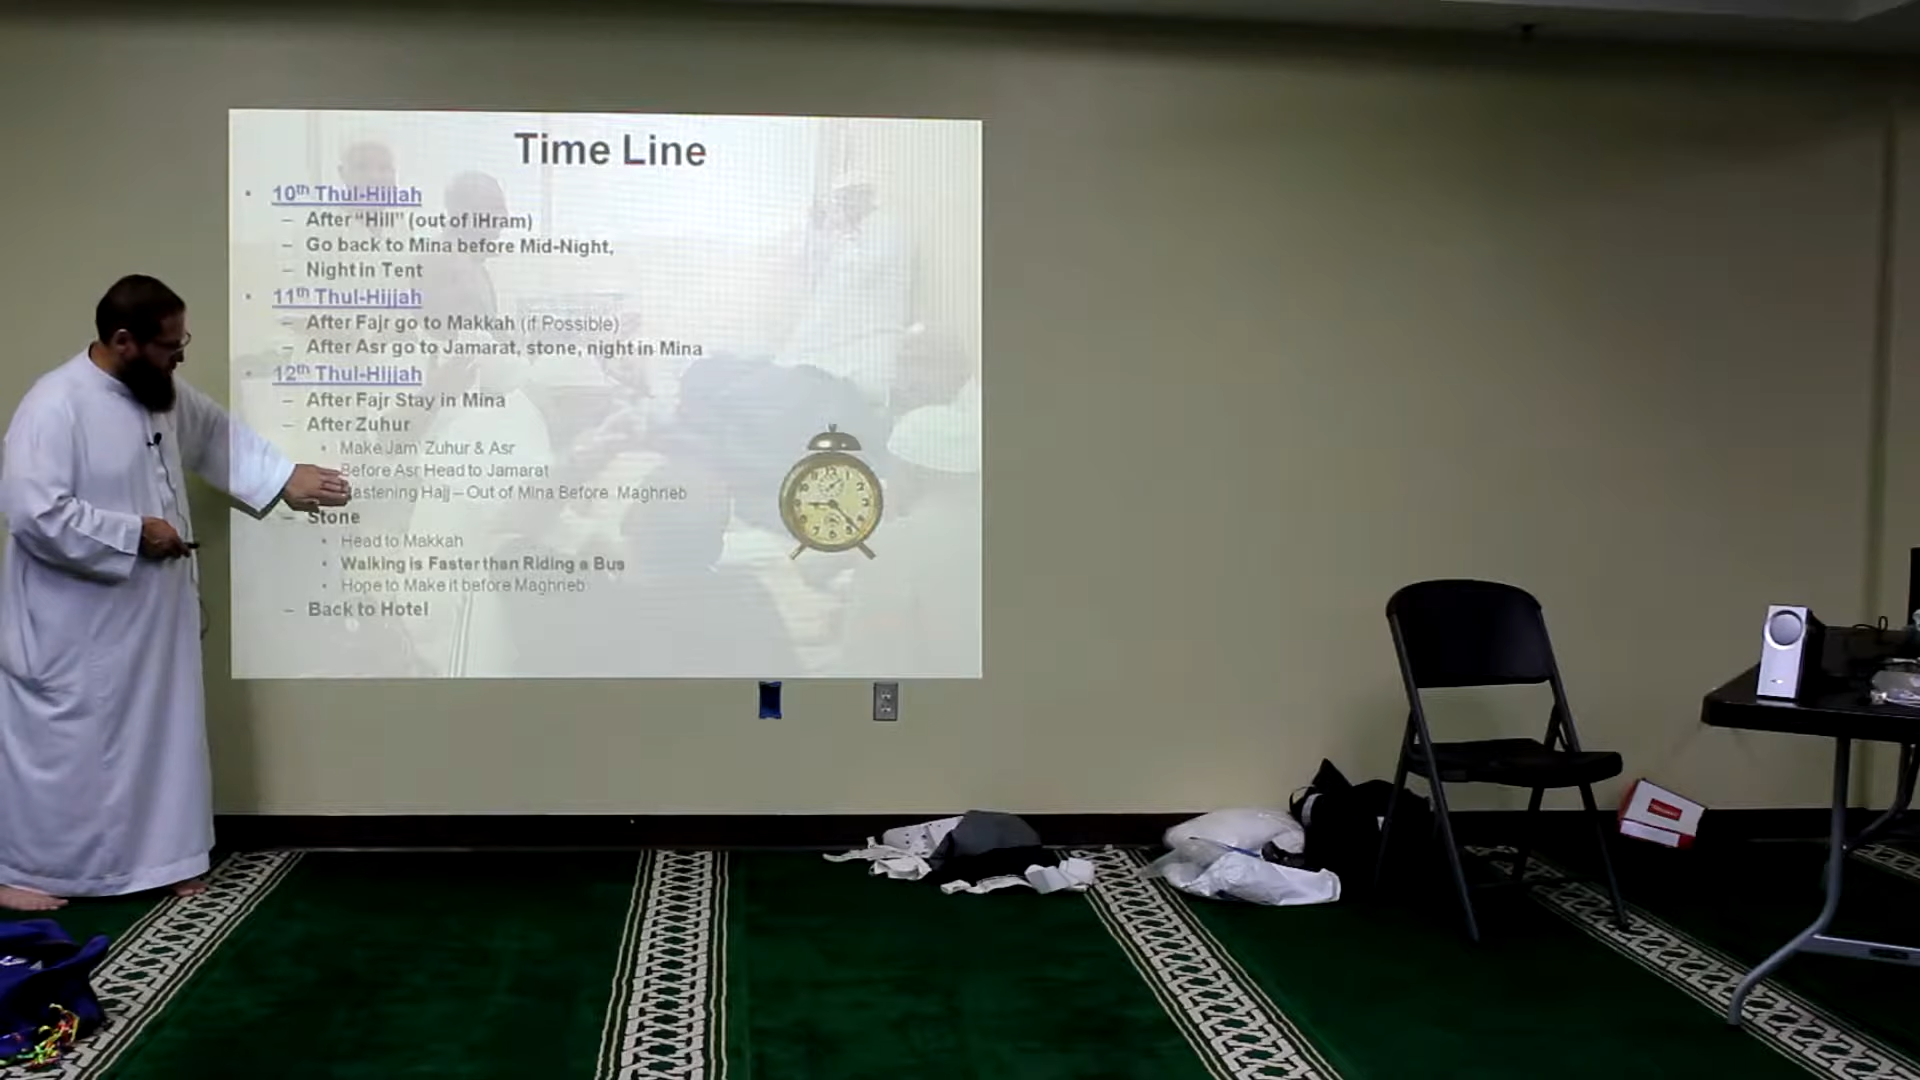 Time Line
• 10th Thul-Hijjah
– After “Hill” (out of iHram)
– Go back to Mina before Mid-Night,
– Night in Tent
• 11th Thul-Hijjah
– After Fajr go to Makkah (if Possible)
– After Asr go to Jamarat, stone, night in Mina
• 12th Thul-Hijjah
– After Fajr Stay in Mina
– After Zuhur
• Make Jam' Zuhur & Asr
Before Asr Head to Jamarat
Hajj – Out of Mina Before Maghrieb
– Stone
• Head to Makkah
• Walking is Faster than Riding a Bus
• Hope to Make it before Maghrieb
– Back to Hotel